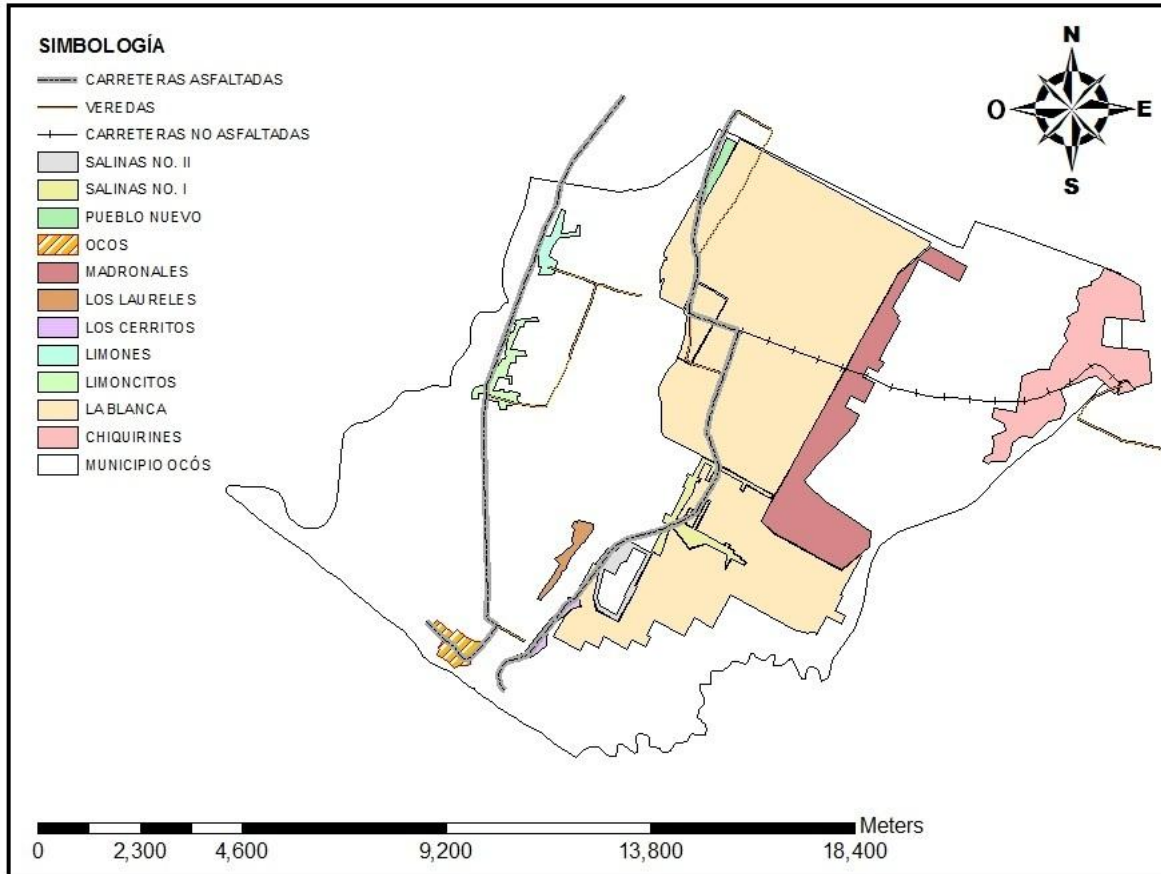 SIMBOLOGÍA
CARRETERAS ASFALTADAS
VEREDAS
CARRETERAS NO ASFALTADAS
SALINAS NO. II
SALINAS NO. I
PUEBLO NUEVO
OCOS
MADRONALES
LOS LAURELES
LOS CERRITOS
LIMONES
LIMONCITOS
LA BLANCA
CHIQUIRINES
MUNICIPIO OCÓS
N
O E
S
Meters
0 2,300 4,600 9,200 13,800 18,400